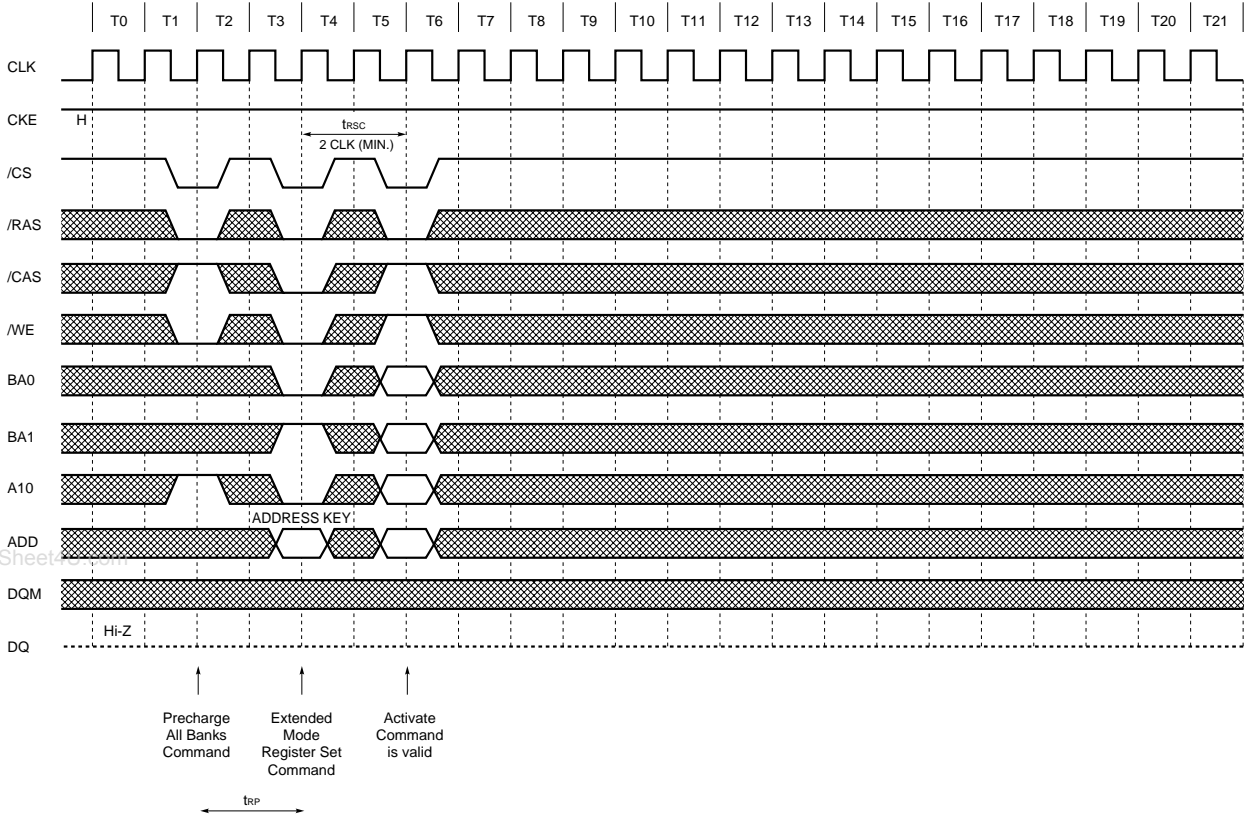 T0 T1 T2 T3 T4 T5 T6 T7 T8 T9 T10 T11 T12 T13 T14 T15 T16 T17 T18 T19 T20 T21
CLK
CKE H
tRSC
2 CLK (MIN.)
/CS
/RAS
/CAS
/WE
BA0
BA1
A10
ADDRESS KEY
ADD
Sheet4U.com
DQM
Hi-Z
DQ
Precharge
All Banks
Command
Extended
Mode
Register Set
Command
Activate
Command
is valid
tRP